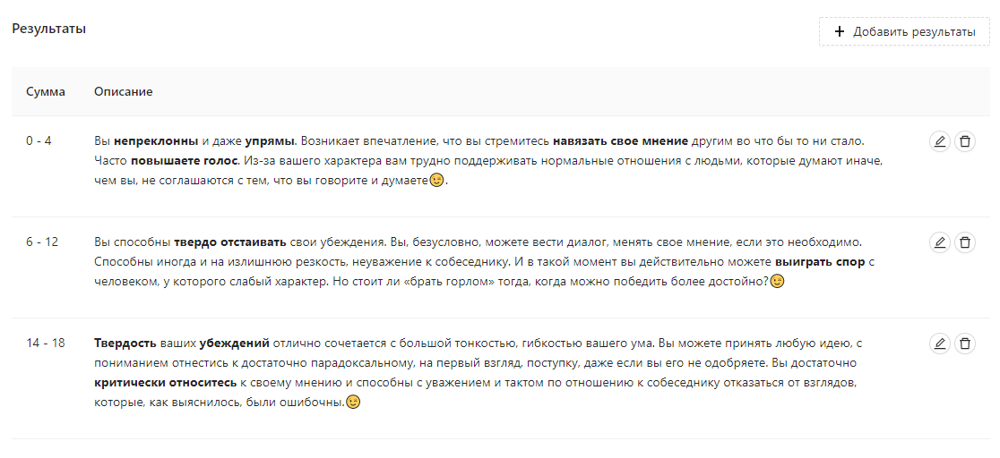 Результаты
+ Добавить результаты
Сумма Описание
0 - 4 Вы непреклонны и даже упрямы. Возникает впечатление, что вы стремитесь навязать свое мнение другим во что бы то ни стало.
Часто повышаете голос. Из-за вашего характера вам трудно поддерживать нормальные отношения с людьми, которые думают иначе,
чем вы, не соглашаются с тем, что вы говорите и думаете😉.
6 - 12 Вы способны твердо отстаивать свои убеждения. Вы, безусловно, можете вести диалог, менять свое мнение, если это необходимо.
Способны иногда и на излишнюю резкость, неуважение к собеседнику. И в такой момент вы действительно можете выиграть спор с
человеком, у которого слабый характер. Но стоит ли «брать горлом» тогда, когда можно победить более достойно?😉
14 - 18 Твердость ваших убеждений отлично сочетается с большой тонкостью, гибкостью вашего ума. Вы можете принять любую идею, с
пониманием отнестись к достаточно парадоксальному, на первый взгляд, поступку, даже если вы его не одобряете. Вы достаточно
критически относитесь к своему мнению и способны с уважением и тактом по отношению к собеседнику отказаться от взглядов,
которые, как выяснилось, были ошибочны.😉